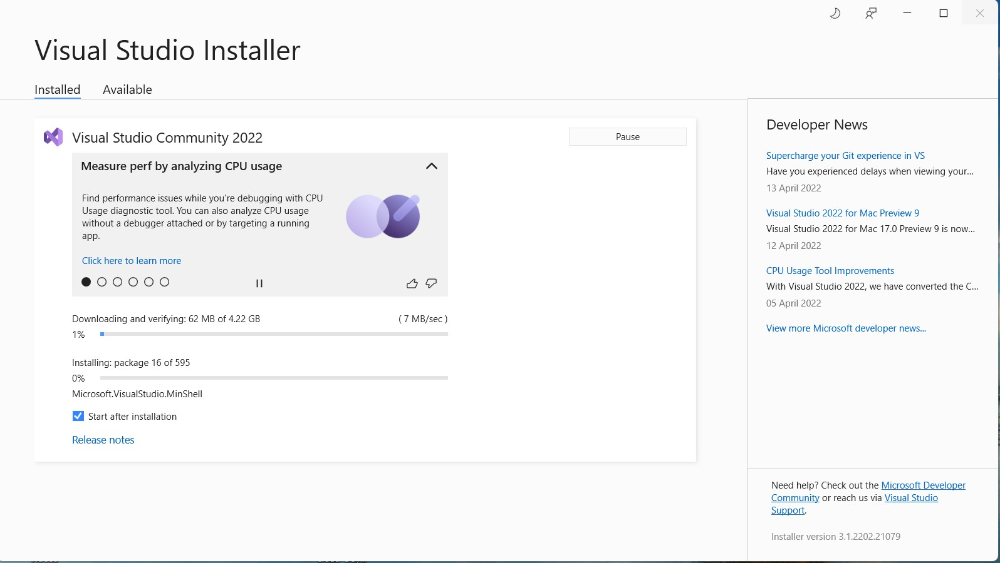 Visual Studio Installer
Installed
Available
Visual Studio Community 2022
Pause
Measure perf by analyzing CPU usage
Find performance issues while you're debugging with CPU
Usage diagnostic tool. You can also analyze CPU usage
without a debugger attached or by targeting a running
app.
Click here to learn more
Downloading and verifying: 62 MB of 4.22 GB
( 7 MB/sec )
1%
Installing: package 16 of 595
0%
Microsoft.VisualStudio.MinShell
Start after installation
Release notes
Developer News
Supercharge your Git experience in VS
Have you experienced delays when viewing your...
13 April 2022
Visual Studio 2022 for Mac Preview 9
Visual Studio 2022 for Mac 17.0 Preview 9 is now...
12 April 2022
CPU Usage Tool Improvements
With Visual Studio 2022, we have converted the C...
05 April 2022
View more Microsoft developer news...
Need help? Check out the Microsoft Developer
Community or reach us via Visual Studio
Support.
Installer version 3.1.2202.21079